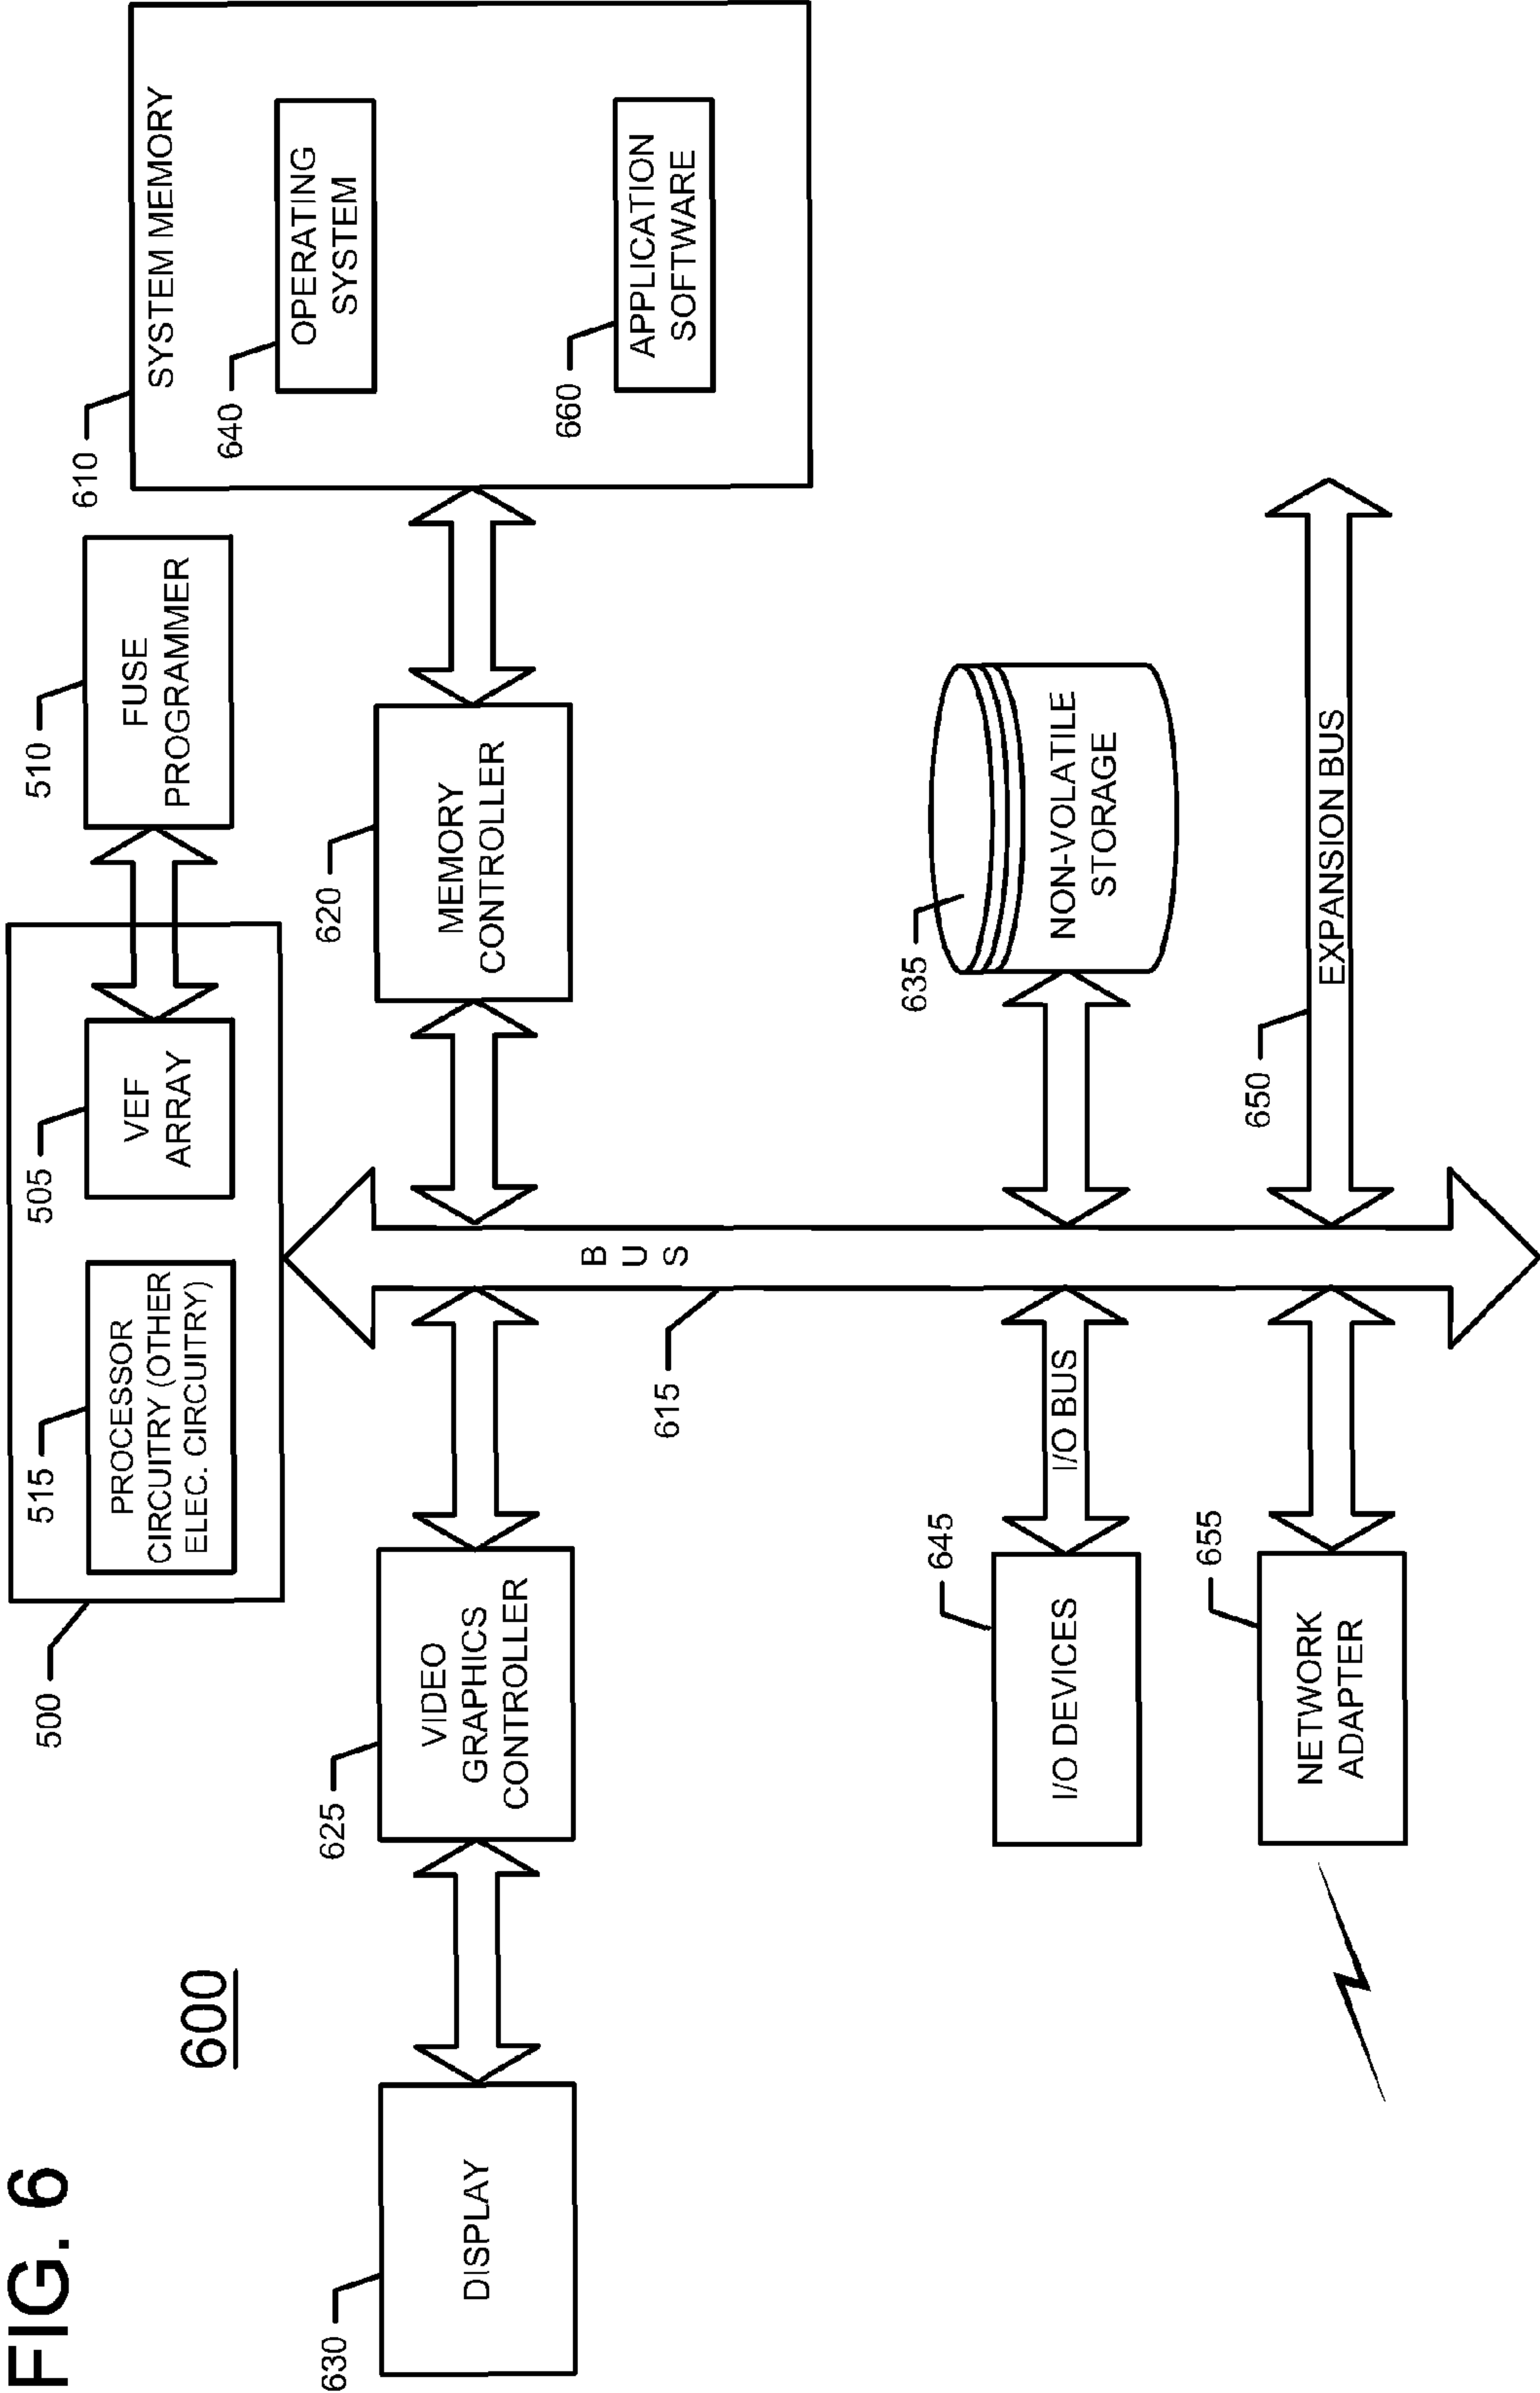 FIG. 6
600
500
515
PROCESSOR
CIRCUITRY (OTHER
ELEC. CIRCUITRY)
505
VEF
ARRAY
510
FUSE
PROGRAMMER
610
SYSTEM MEMORY
640
OPERATING
SYSTEM
660
APPLICATION
SOFTWARE
630
DISPLAY
625
VIDEO
GRAPHICS
CONTROLLER
620
MEMORY
CONTROLLER
B
U
S
615
645
I/O DEVICES
I/O BUS
635
NON-VOLATILE
STORAGE
655
NETWORK
ADAPTER
650
EXPANSION BUS